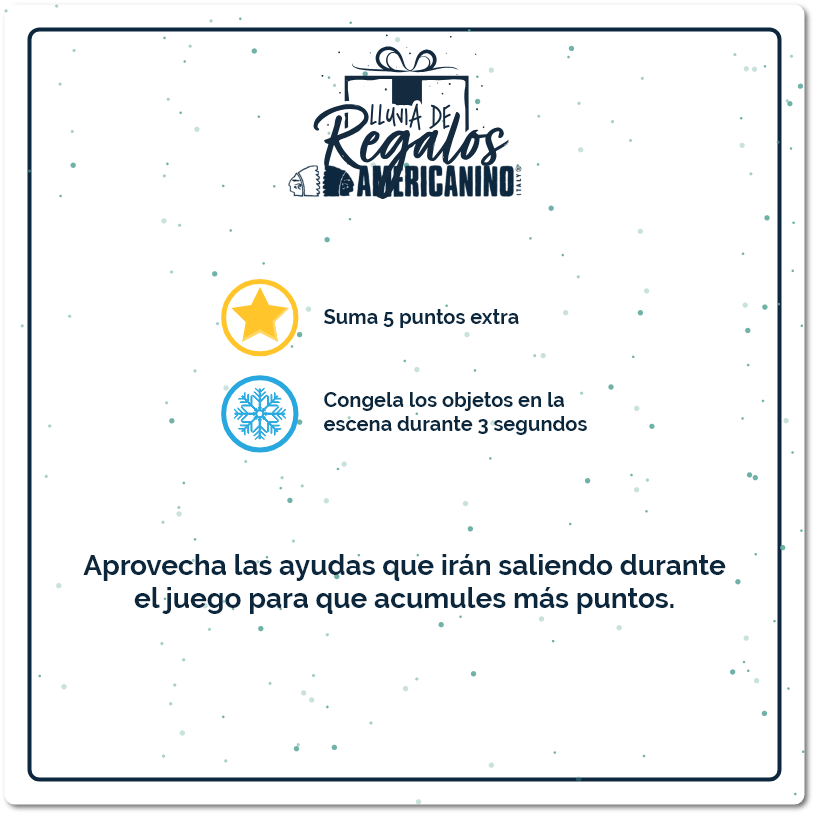 LLUVIA DE
Regalos
AMERICANINO ITALY®
Suma 5 puntos extra
Congela los objetos en la
escena durante 3 segundos
Aprovecha las ayudas que irán saliendo durante
el juego para que acumules más puntos.